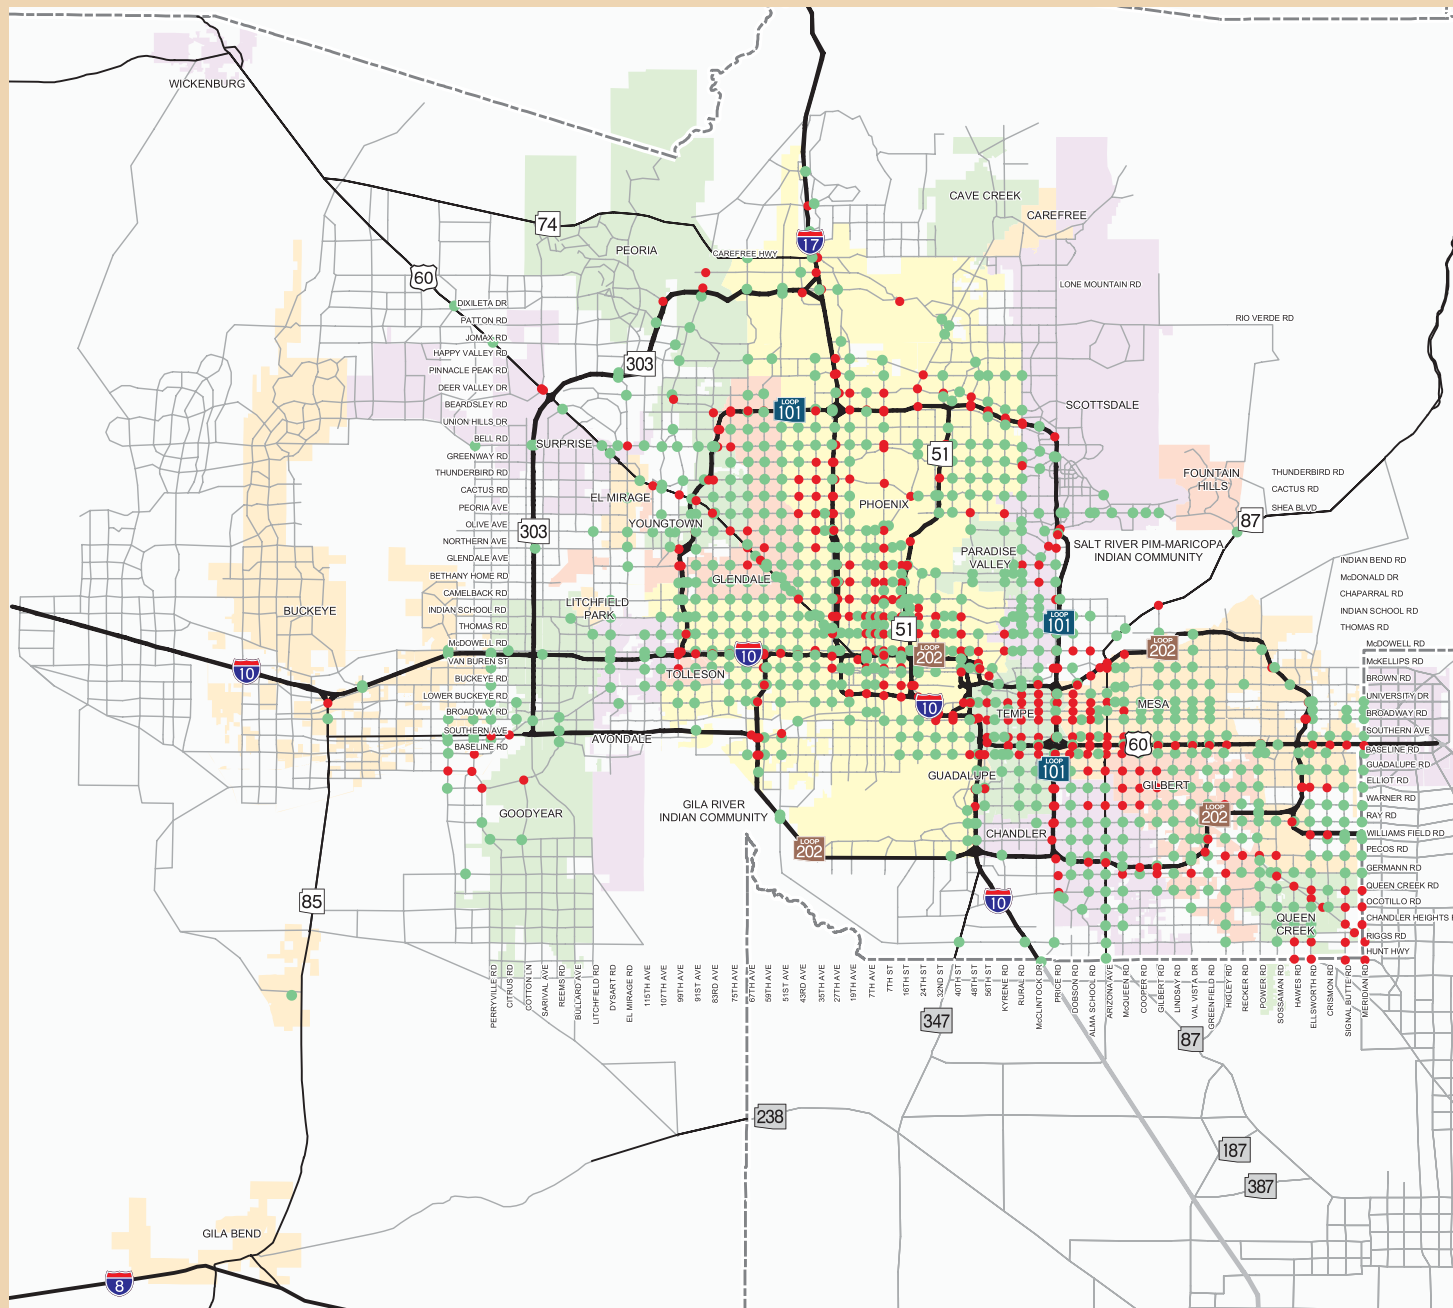 WICKENBURG
CAVE CREEK
CAREFREE
74
PEORIA
17
CAREFREE HWY
60
LONE MOUNTAIN RD
DIXILETA DR
PATTON RD
RIO VERDE RD
JOMAX RD
HAPPY VALLEY RD
303
PINNACLE PEAK RD
DEER VALLEY DR
BEARDSLEY RD
LOOP
101
SCOTTSDALE
UNION HILLS DR
BELL RD
SURPRISE
51
GREENWAY RD
THUNDERBIRD RD
FOUNTAIN
HILLS
THUNDERBIRD RD
CACTUS RD
EL MIRAGE
CACTUS RD
PEORIA AVE
PHOENIX
SHEA BLVD
OLIVE AVE
YOUNGTOWN
87
303
NORTHERN AVE
SALT RIVER PIM-MARICOPA
INDIAN COMMUNITY
GLENDALE AVE
PARADISE
VALLEY
INDIAN BEND RD
BETHANY HOME RD
GLENDALE
McDONALD DR
CAMELBACK RD
CHAPARRAL RD
BUCKEYE
INDIAN SCHOOL RD
LITCHFIELD
PARK
INDIAN SCHOOL RD
THOMAS RD
51
LOOP
101
THOMAS RD
McDOWELL RD
McDOWELL RD
LOOP
202
10
VAN BUREN ST
10
LOOP
202
McKELLIPS RD
BUCKEYE RD
TOLLESON
BROWN RD
LOWER BUCKEYE RD
UNIVERSITY DR
BROADWAY RD
10
TEMPE
MESA
BROADWAY RD
SOUTHERN AVE
SOUTHERN AVE
BASELINE RD
AVONDALE
60
BASELINE RD
GUADALUPE RD
GUADALUPE
LOOP
101
GILBERT
ELLIOT RD
WARNER RD
GOODYEAR
GILA RIVER
INDIAN COMMUNITY
LOOP
202
RAY RD
CHANDLER
WILLIAMS FIELD RD
LOOP
202
PECOS RD
GERMANN RD
QUEEN CREEK RD
85
10
OCOTILLO RD
QUEEN
CREEK
CHANDLER HEIGHTS R
RIGGS RD
HUNT HWY
PERRYVILLE RD
CITRUS RD
COTTON LN
SARIVAL AVE
REEMS RD
BULLARD AVE
LITCHFIELD RD
DYSART RD
EL MIRAGE RD
115TH AVE
107TH AVE
99TH AVE
91ST AVE
83RD AVE
75TH AVE
67TH AVE
59TH AVE
51ST AVE
43RD AVE
35TH AVE
27TH AVE
19TH AVE
7TH AVE
7TH ST
16TH ST
24TH ST
32ND ST
40TH ST
48TH ST
56TH ST
KYRENE RD
RURAL RD
McCLINTOCK DR
PRICE RD
DOBSON RD
ALMA SCHOOL RD
ARIZONA AVE
McQUEEN RD
COOPER RD
GILBERT RD
LINDSAY RD
VAL VISTA DR
GREENFIELD RD
HIGLEY RD
RECKER RD
POWER RD
SOSSAMAN RD
HAWES RD
ELLSWORTH RD
CRISMON RD
SIGNAL BUTTE RD
MERIDIAN RD
347
87
238
187
387
GILA BEND
8